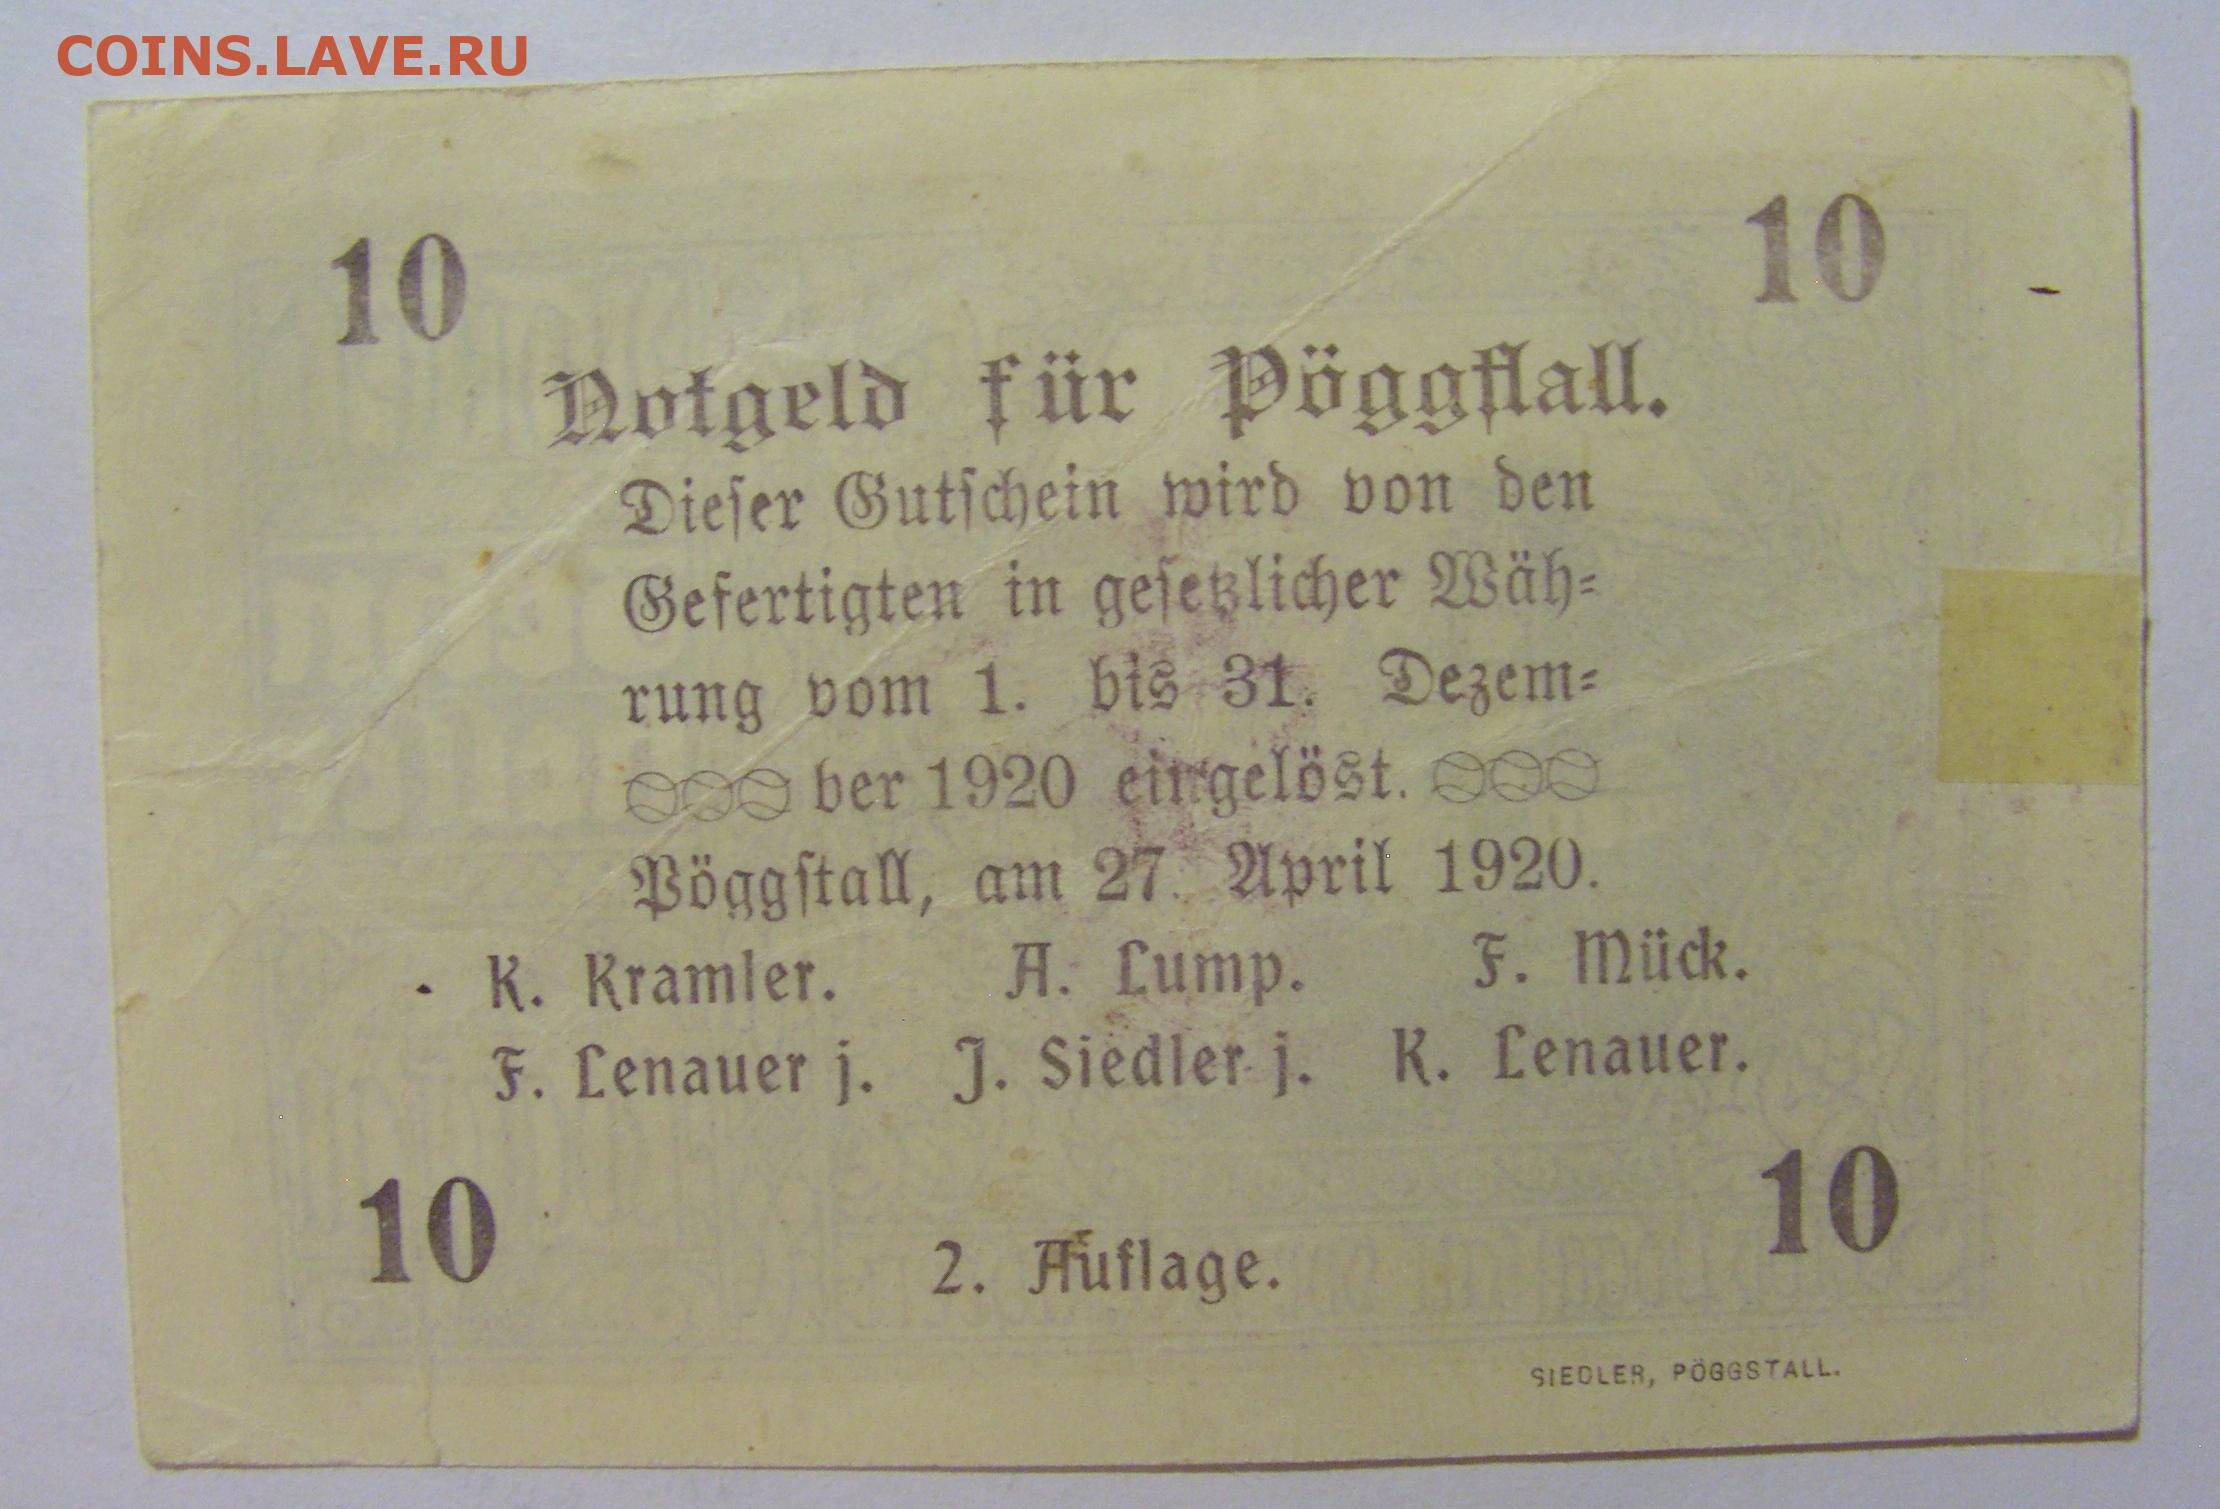 COINS.LAVE.RU
10 10
Notgeld für Pöggſtall.
Dieſer Gutſchein wird von den
Gefertigten in geſetzlicher Wäh=
rung vom 1. bis 31. Dezem=
ber 1920 eingelöst.
Pöggſtall, am 27. April 1920.
K. Kramler. A. Lump. F. Mück.
F. Lenauer j. J. Siedler j. K. Lenauer.
10 10
2. Auflage.
SIEDLER, PÖGGSTALL.